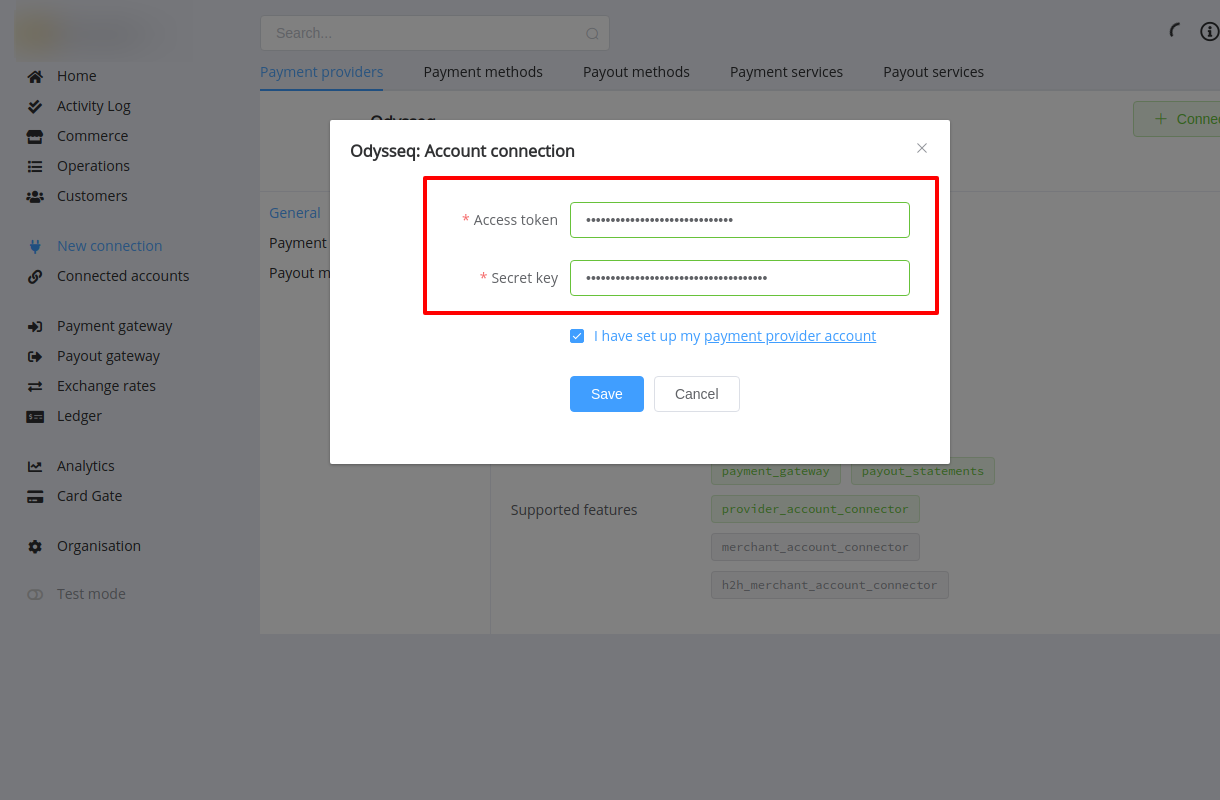 Search...
Home
Activity Log
Commerce
Operations
Customers
New connection
Connected accounts
Payment gateway
Payout gateway
Exchange rates
Ledger
Analytics
Card Gate
Organisation
Test mode
Payment providers Payment methods Payout methods Payment services Payout services
Odysseq
+ Connec
General
Payment
Payout m
Odysseq: Account connection
* Access token ••••••••••••••••••••••••••••••
* Secret key •••••••••••••••••••••••••••••••••••••
I have set up my payment provider account
Save Cancel
payment_gateway payout_statements
Supported features provider_account_connector
merchant_account_connector
h2h_merchant_account_connector